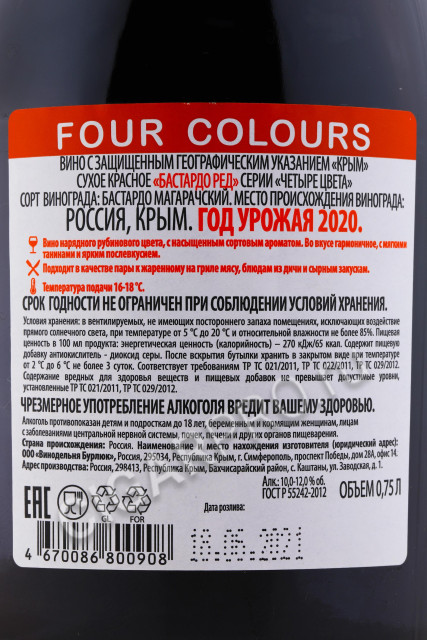 FOUR COLOURS
ВИНО С ЗАЩИЩЕННЫМ ГЕОГРАФИЧЕСКИМ УКАЗАНИЕМ «КРЫМ»
СУХОЕ КРАСНОЕ «БАСТАРДО РЕД» СЕРИИ «ЧЕТЫРЕ ЦВЕТА»
СОРТ ВИНОГРАДА: БАСТАРДО МАГАРАЧСКИЙ. МЕСТО ПРОИСХОЖДЕНИЯ ВИНОГРАДА:
РОССИЯ, КРЫМ. ГОД УРОЖАЯ 2020.
Вино нарядного рубинового цвета, с насыщенным сортовым ароматом. Во вкусе гармоничное, с мягкими
танинами и ярким послевкусием.
Подходит в качестве пары к жаренному на гриле мясу, блюдам из дичи и сырным закускам.
Температура подачи 16-18 °С.
СРОК ГОДНОСТИ НЕ ОГРАНИЧЕН ПРИ СОБЛЮДЕНИИ УСЛОВИЙ ХРАНЕНИЯ.
Условия хранения: в вентилируемых, не имеющих постороннего запаха помещениях, исключающих воздействие
прямого солнечного света, при температуре от 5 °С до 20 °С и относительной влажности не более 85%. Пищевая
ценность в 100 мл продукта: энергетическая ценность (калорийность) – 270 кДж/65 ккал. Содержит пищевую
добавку антиокислитель - диоксид серы. После вскрытия бутылки хранить в закрытом виде при температуре
от 2 °С до 6 °С не более 3 суток. Соответствует требованиям ТР ТС 021/2011, ТР ТС 022/2011, ТР ТС 029/2012.
Содержание вредных для здоровья веществ и пищевых добавок не превышает допустимые уровни,
установленные ТР ТС 021/2011, ТР ТС 029/2012.
ЧРЕЗМЕРНОЕ УПОТРЕБЛЕНИЕ АЛКОГОЛЯ ВРЕДИТ ВАШЕМУ ЗДОРОВЬЮ.
Алкоголь противопоказан детям и подросткам до 18 лет, беременным и кормящим женщинам, лицам
с заболеваниями центральной нервной системы, почек, печени и других органов пищеварения.
Страна происхождения: Россия. Наименование и место нахождения изготовителя (юридический адрес):
ООО «Винодельня Бурлюк», Россия, 295034, Республика Крым, г. Симферополь, проспект Победы, дом 28А, офис 14.
Адрес производства: Россия, 298413, Республика Крым, Бахчисарайский район, с. Каштаны, ул. Заводская, д. 1.
Алк.: 10,0-12,0 % об.
ГОСТ Р 55242-2012
ОБЪЕМ 0,75 Л
EAC
GL
FOR
Дата розлива:
18.05.2021
4 670086 800908